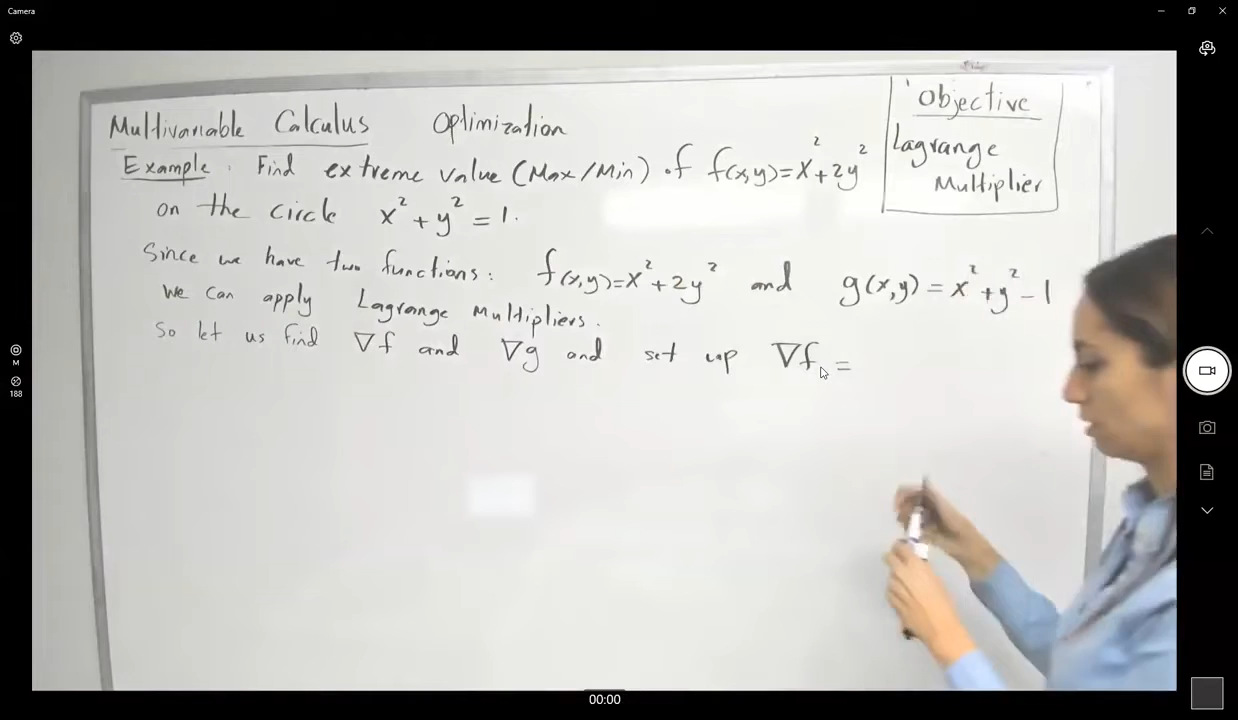 Camera
Multivariable Calculus Optimization
Objective
Lagrange
Multiplier
Example: Find extreme value (Max/Min) of f(x,y)=x²+2y²
on the circle x²+y²=1.
Since we have two functions: f(x,y)=x²+2y² and g(x,y)=x²+y²-1
we can apply Lagrange Multipliers.
So let us find ∇f and ∇g and set up ∇f =
M
188
00:00